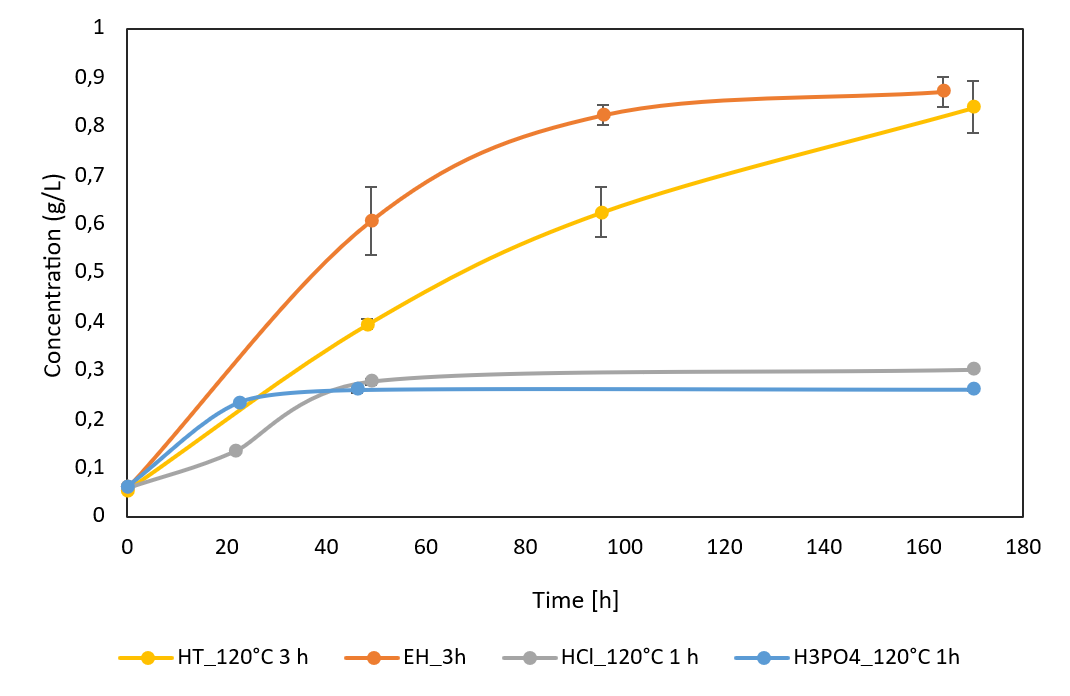 1
0,9
0,8
0,7
0,6
0,5
0,4
0,3
0,2
0,1
0
Concentration (g/L)
0 20 40 60 80 100 120 140 160 180
Time [h]
HT_120°C 3 h EH_3h HCl_120°C 1 h H3PO4_120°C 1h